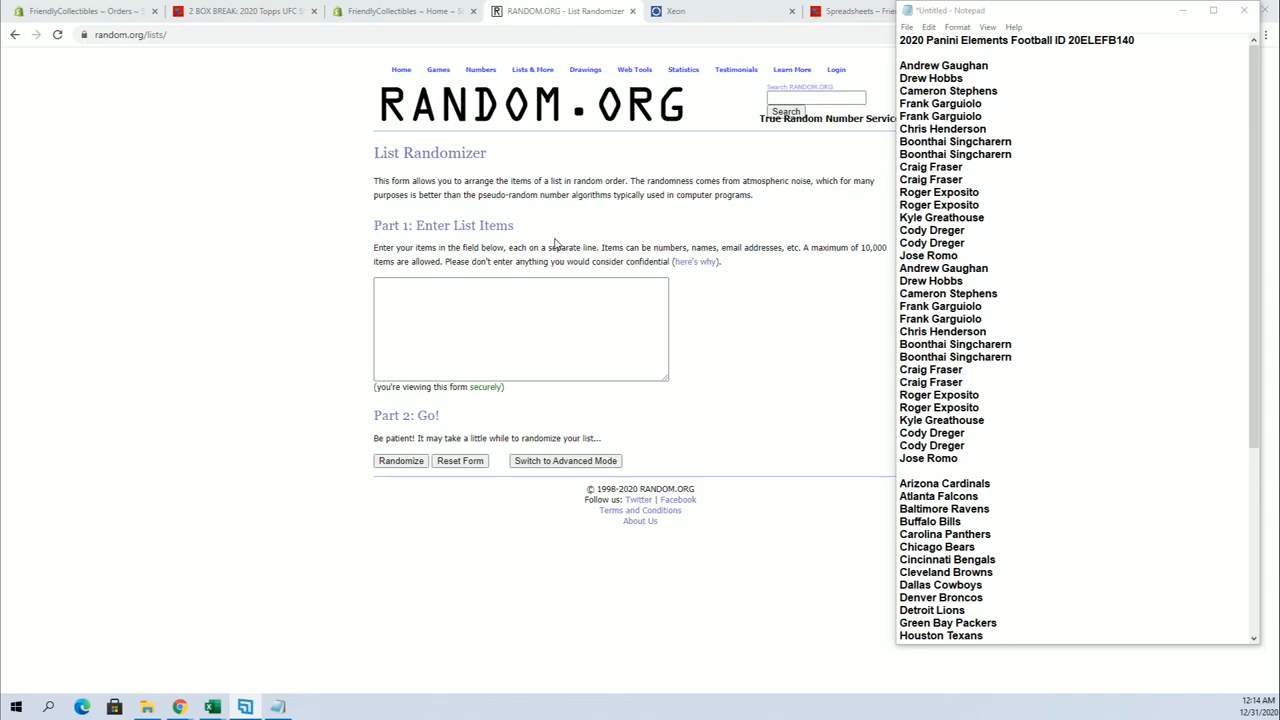 FriendlyCollectibles › Orders – S
2 BOX BREAK: 2020 Topps UFC S
FriendlyCollectibles – Home – S
RANDOM.ORG - List Randomizer
Xeon
Spreadsheets – Friend
random.org/lists/
Home
Games
Numbers
Lists & More
Drawings
Web Tools
Statistics
Testimonials
Learn More
Login
RANDOM.ORG
Search RANDOM.ORG
Search
True Random Number Servic
List Randomizer
This form allows you to arrange the items of a list in random order. The randomness comes from atmospheric noise, which for many
purposes is better than the pseudo-random number algorithms typically used in computer programs.
Part 1: Enter List Items
Enter your items in the field below, each on a separate line. Items can be numbers, names, email addresses, etc. A maximum of 10,000
items are allowed. Please don't enter anything you would consider confidential (here's why).
(you're viewing this form securely)
Part 2: Go!
Be patient! It may take a little while to randomize your list...
Randomize
Reset Form
Switch to Advanced Mode
© 1998-2020 RANDOM.ORG
Follow us: Twitter | Facebook
Terms and Conditions
About Us
*Untitled - Notepad
File Edit Format View Help
2020 Panini Elements Football ID 20ELEFB140
Andrew Gaughan
Drew Hobbs
Cameron Stephens
Frank Garguiolo
Frank Garguiolo
Chris Henderson
Boonthai Singcharern
Boonthai Singcharern
Craig Fraser
Craig Fraser
Roger Exposito
Roger Exposito
Kyle Greathouse
Cody Dreger
Cody Dreger
Jose Romo
Andrew Gaughan
Drew Hobbs
Cameron Stephens
Frank Garguiolo
Frank Garguiolo
Chris Henderson
Boonthai Singcharern
Boonthai Singcharern
Craig Fraser
Craig Fraser
Roger Exposito
Roger Exposito
Kyle Greathouse
Cody Dreger
Cody Dreger
Jose Romo
Arizona Cardinals
Atlanta Falcons
Baltimore Ravens
Buffalo Bills
Carolina Panthers
Chicago Bears
Cincinnati Bengals
Cleveland Browns
Dallas Cowboys
Denver Broncos
Detroit Lions
Green Bay Packers
Houston Texans
12:14 AM
12/31/2020